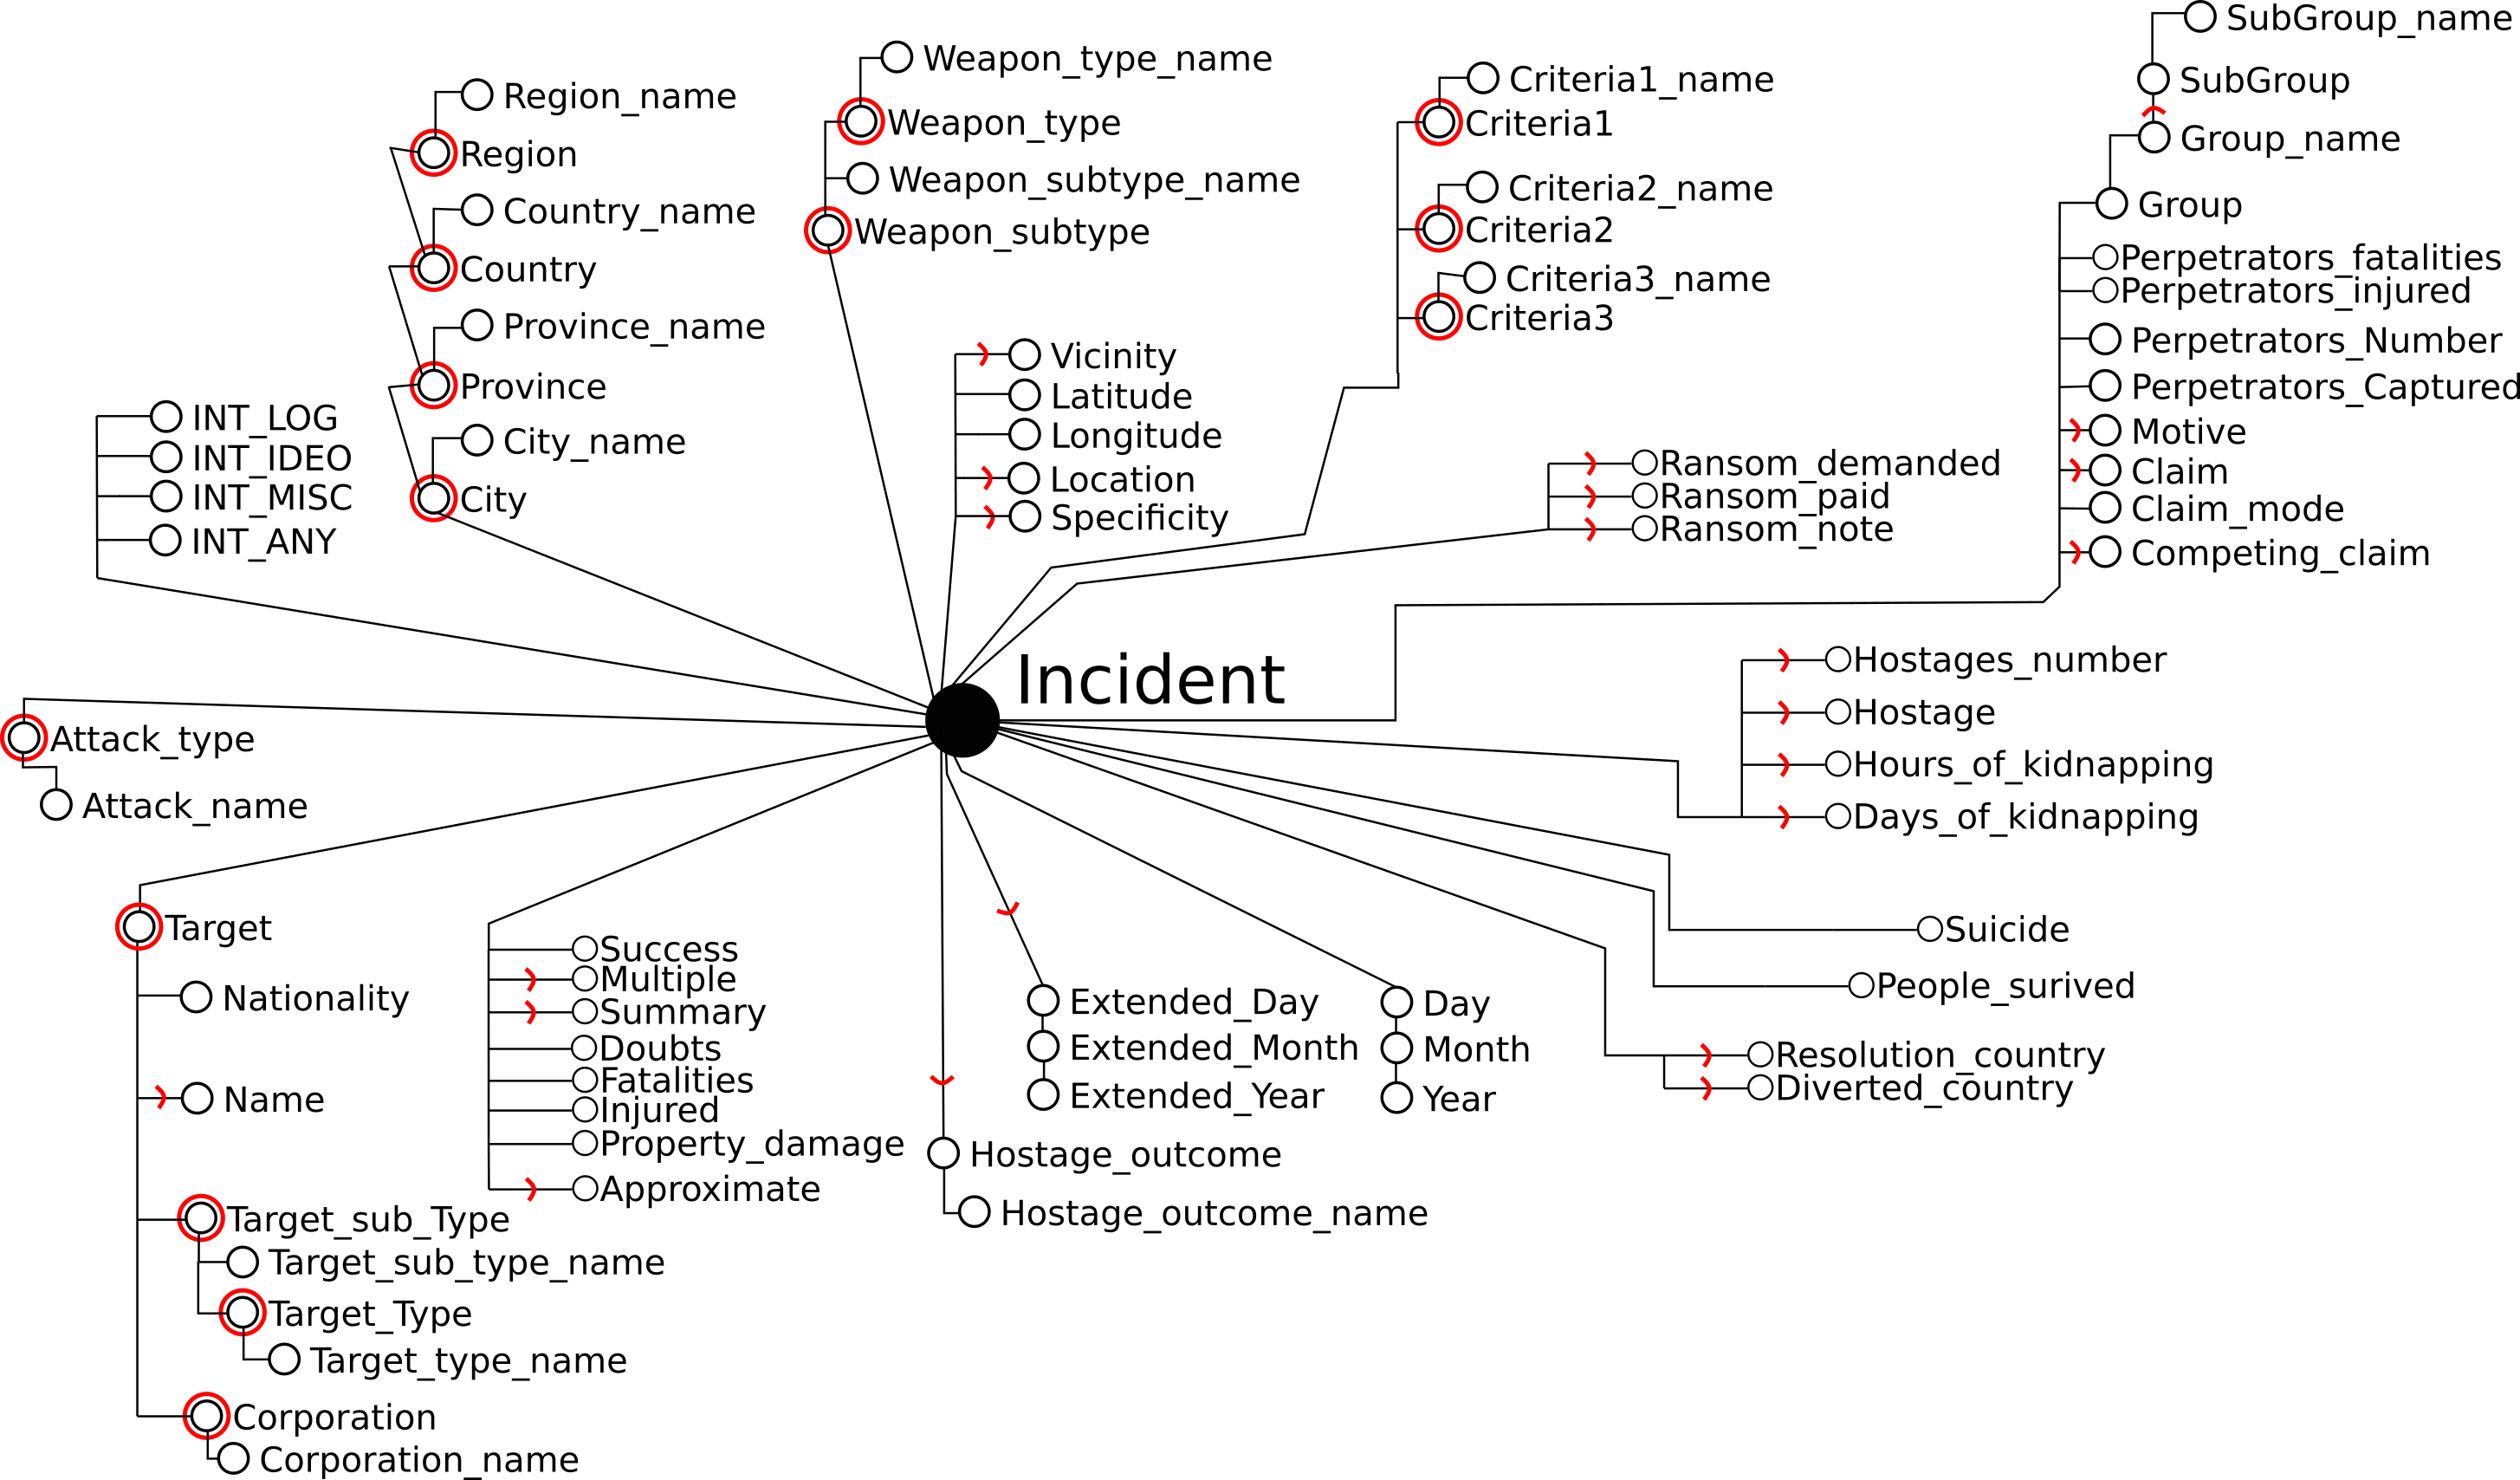 SubGroup_name
SubGroup
Group_name
Group
Perpetrators_fatalities
Perpetrators_injured
Perpetrators_Number
Perpetrators_Captured
Motive
Claim
Claim_mode
Competing_claim
Weapon_type_name
Weapon_type
Weapon_subtype_name
Weapon_subtype
Criteria1_name
Criteria1
Criteria2_name
Criteria2
Criteria3_name
Criteria3
Region_name
Region
Country_name
Country
Province_name
Province
City_name
City
INT_LOG
INT_IDEO
INT_MISC
INT_ANY
Vicinity
Latitude
Longitude
Location
Specificity
Ransom_demanded
Ransom_paid
Ransom_note
Incident
Hostages_number
Hostage
Hours_of_kidnapping
Days_of_kidnapping
Attack_type
Attack_name
Target
Nationality
Name
Target_sub_Type
Target_sub_type_name
Target_Type
Target_type_name
Corporation
Corporation_name
Success
Multiple
Summary
Doubts
Fatalities
Injured
Property_damage
Approximate
Extended_Day
Extended_Month
Extended_Year
Day
Month
Year
Hostage_outcome
Hostage_outcome_name
Suicide
People_surived
Resolution_country
Diverted_country